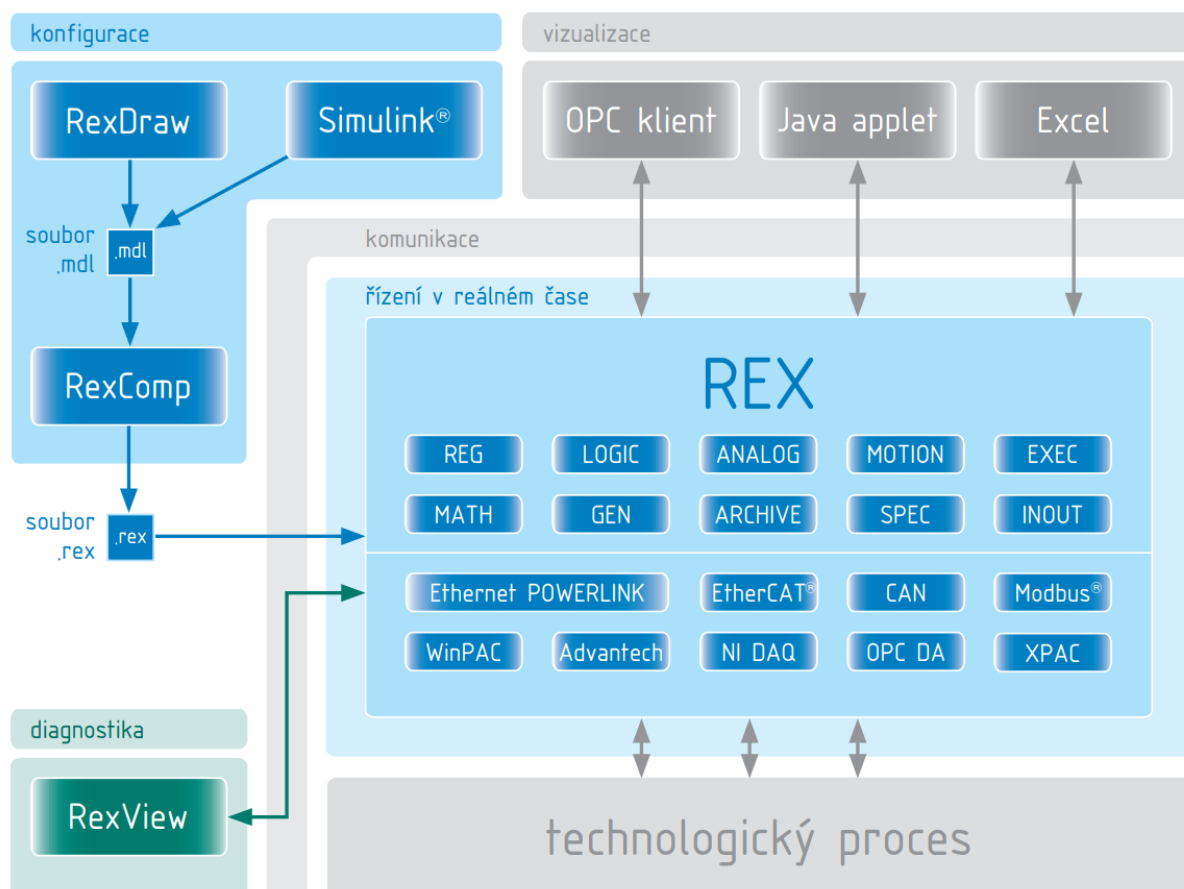 konfigurace
RexDraw
Simulink®
soubor
.mdl
.mdl
RexComp
soubor
.rex
.rex
vizualizace
OPC klient
Java applet
Excel
komunikace
řízení v reálném čase
REX
REG
LOGIC
ANALOG
MOTION
EXEC
MATH
GEN
ARCHIVE
SPEC
INOUT
Ethernet POWERLINK
EtherCAT®
CAN
Modbus®
WinPAC
Advantech
NI DAQ
OPC DA
XPAC
diagnostika
RexView
technologický proces